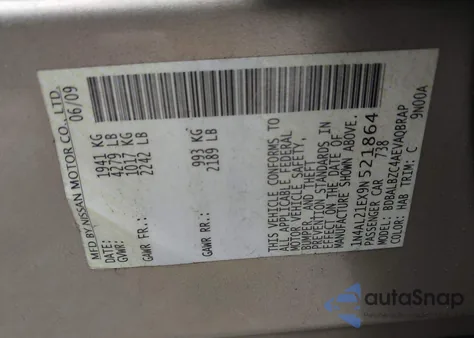 MFD BY NISSAN MOTOR CO., LTD.
DATE: 06/09
GVWR: 1941 KG
4279 LB
GAWR FR.: 1017 KG
2242 LB
GAWR RR.: 993 KG
2189 LB
THIS VEHICLE CONFORMS TO
ALL APPLICABLE FEDERAL
MOTOR VEHICLE SAFETY,
BUMPER, AND THEFT
PREVENTION STANDARDS IN
EFFECT ON THE DATE OF
MANUFACTURE SHOWN ABOVE.
1N4AL21EX9N521864
PASSENGER CAR 738
MODEL: BDBALBZC4AEVAQBRAP
COLOR: HAB TRIM: C 9N00A
autaSnap